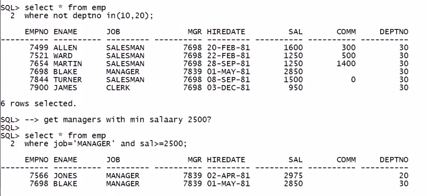 SQL> select * from emp
  2  where not deptno in(10,20);
EMPNO ENAME JOB MGR HIREDATE SAL COMM DEPTNO
7499 ALLEN SALESMAN 7698 20-FEB-81 1600 300 30
7521 WARD SALESMAN 7698 22-FEB-81 1250 500 30
7654 MARTIN SALESMAN 7698 28-SEP-81 1250 1400 30
7698 BLAKE MANAGER 7839 01-MAY-81 2850 30
7844 TURNER SALESMAN 7698 08-SEP-81 1500 0 30
7900 JAMES CLERK 7698 03-DEC-81 950 30
6 rows selected.
SQL> --> get managers with min salaary 2500?
SQL>
SQL> select * from emp
  2  where job='MANAGER' and sal>=2500;
EMPNO ENAME JOB MGR HIREDATE SAL COMM DEPTNO
7566 JONES MANAGER 7839 02-APR-81 2975 20
7698 BLAKE MANAGER 7839 01-MAY-81 2850 30